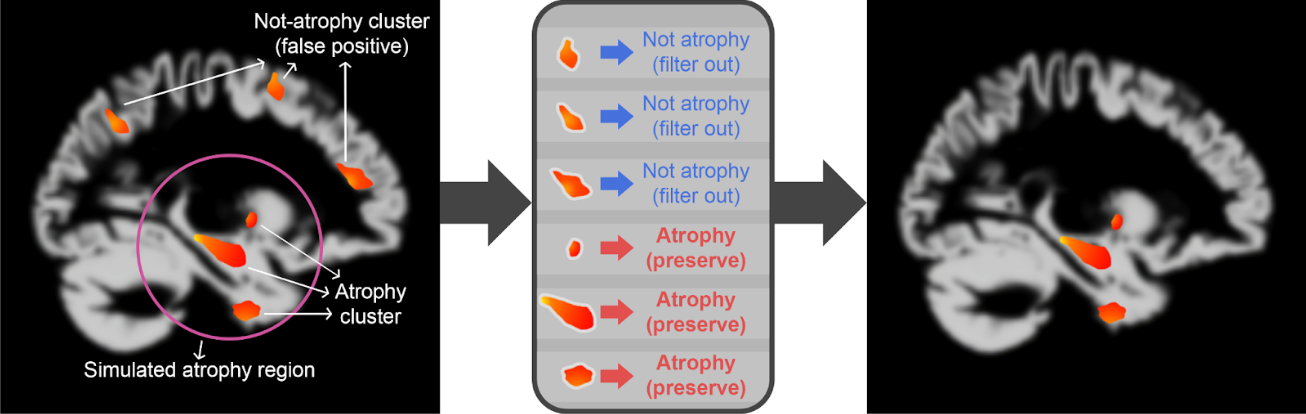 Not-atrophy cluster
(false positive)
Atrophy
cluster
Simulated atrophy region
Not atrophy
(filter out)
Not atrophy
(filter out)
Not atrophy
(filter out)
Atrophy
(preserve)
Atrophy
(preserve)
Atrophy
(preserve)